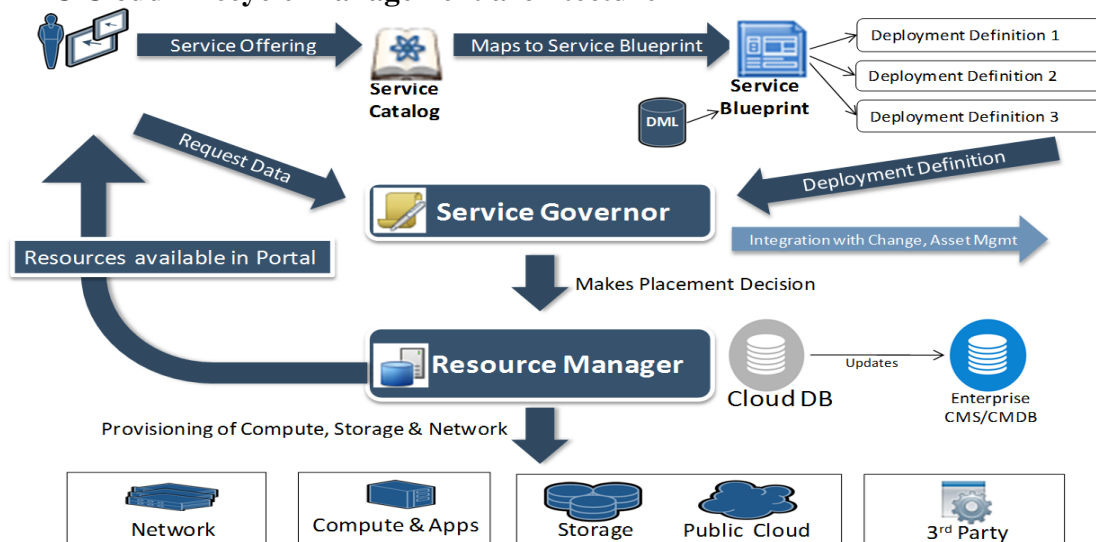 Service Offering
Maps to Service Blueprint
Deployment Definition 1
Deployment Definition 2
Deployment Definition 3
Service
Catalog
Service
Blueprint
DML
Request Data
Deployment Definition
Service Governor
Integration with Change, Asset Mgmt
Resources available in Portal
Makes Placement Decision
Resource Manager
Updates
Cloud DB
Enterprise
CMS/CMDB
Provisioning of Compute, Storage & Network
Network
Compute & Apps
Storage
Public Cloud
3rd Party